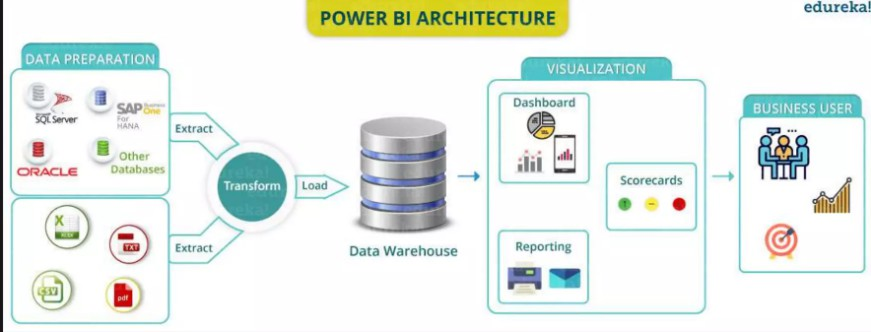 POWER BI ARCHITECTURE
edureka!
DATA PREPARATION
SQL Server
SAP Business One
For
HANA
ORACLE
Other
Databases
Extract
X
XLSX
TXT
CSV
pdf
Extract
Transform
Load
Data Warehouse
VISUALIZATION
Dashboard
Scorecards
Reporting
BUSINESS USER